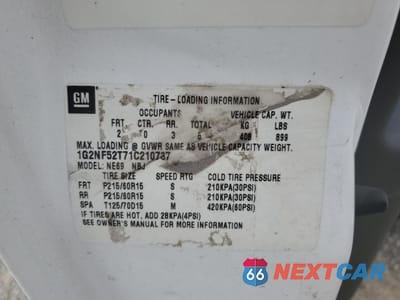 GM
TIRE-LOADING INFORMATION
OCCUPANTS VEHICLE CAP. WT.
FRT CTR. RR. KG LBS
2 0 3 5 408 899
MAX. LOADING @ GVWR SAME AS VEHICLE CAPACITY WEIGHT.
1G2NF52T71C210737
MODEL: NE69 NBJ
TIRE SIZE SPEED RTG COLD TIRE PRESSURE
FRT P215/60R15 S 210KPA(30PSI)
RR P215/60R15 S 210KPA(30PSI)
SPA T125/70D15 M 420KPA(60PSI)
IF TIRES ARE HOT, ADD 28KPA(4PSI)
SEE OWNER'S MANUAL FOR MORE INFORMATION
66 NEXTCAR